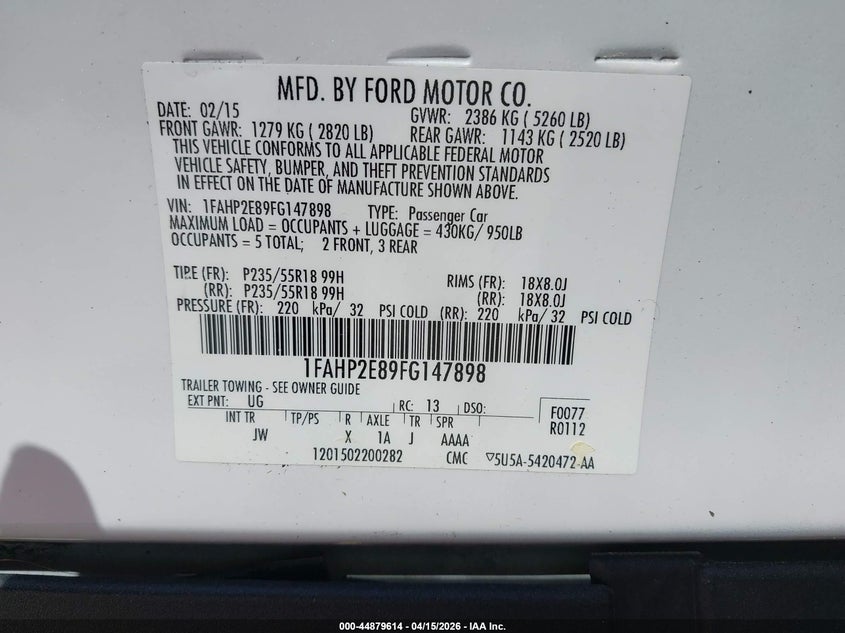 MFD. BY FORD MOTOR CO.
DATE: 02/15 GVWR: 2386 KG ( 5260 LB)
FRONT GAWR: 1279 KG ( 2820 LB) REAR GAWR: 1143 KG ( 2520 LB)
THIS VEHICLE CONFORMS TO ALL APPLICABLE FEDERAL MOTOR
VEHICLE SAFETY, BUMPER, AND THEFT PREVENTION STANDARDS
IN EFFECT ON THE DATE OF MANUFACTURE SHOWN ABOVE.
VIN: 1FAHP2E89FG147898 TYPE: Passenger Car
MAXIMUM LOAD = OCCUPANTS + LUGGAGE = 430KG/ 950LB
OCCUPANTS = 5 TOTAL; 2 FRONT, 3 REAR
TIRE (FR): P235/55R18 99H RIMS (FR): 18X8.0J
(RR): P235/55R18 99H (RR): 18X8.0J
PRESSURE (FR): 220 kPa/ 32 PSI COLD (RR): 220 kPa/ 32 PSI COLD
1FAHP2E89FG147898
TRAILER TOWING - SEE OWNER GUIDE
EXT PNT: UG RC: 13 DSO: F0077
INT TR TP/PS R AXLE TR SPR R0112
JW X 1A J AAAA
1201502200282 CMC ▽5U5A-5420472-AA
000-44879614 - 04/15/2026 - IAA Inc.